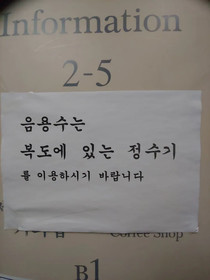 Information
2-5
음용수는
복도에 있는 정수기
를 이용하시기 바랍니다
Coffee Shop
B1